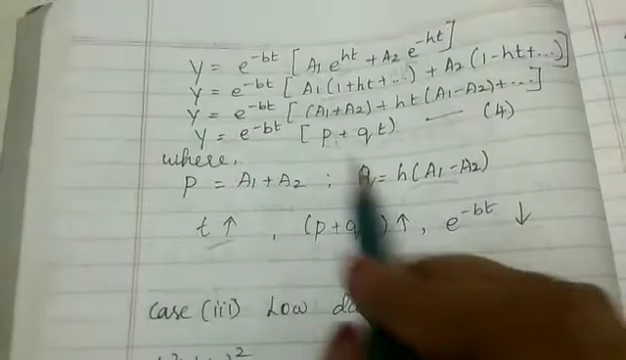 y = e^-bt [A1 e^ht + A2 e^-ht]
y = e^-bt [A1 (1+ht+...) + A2 (1-ht+...)]
y = e^-bt [(A1+A2) + ht(A1-A2)+....]
y = e^-bt [p + qt) — (4)
where,
p = A1 + A2 ; = h(A1-A2)
t ↑ , (p+q ) ↑ , e^-bt ↓
case (iii) Low